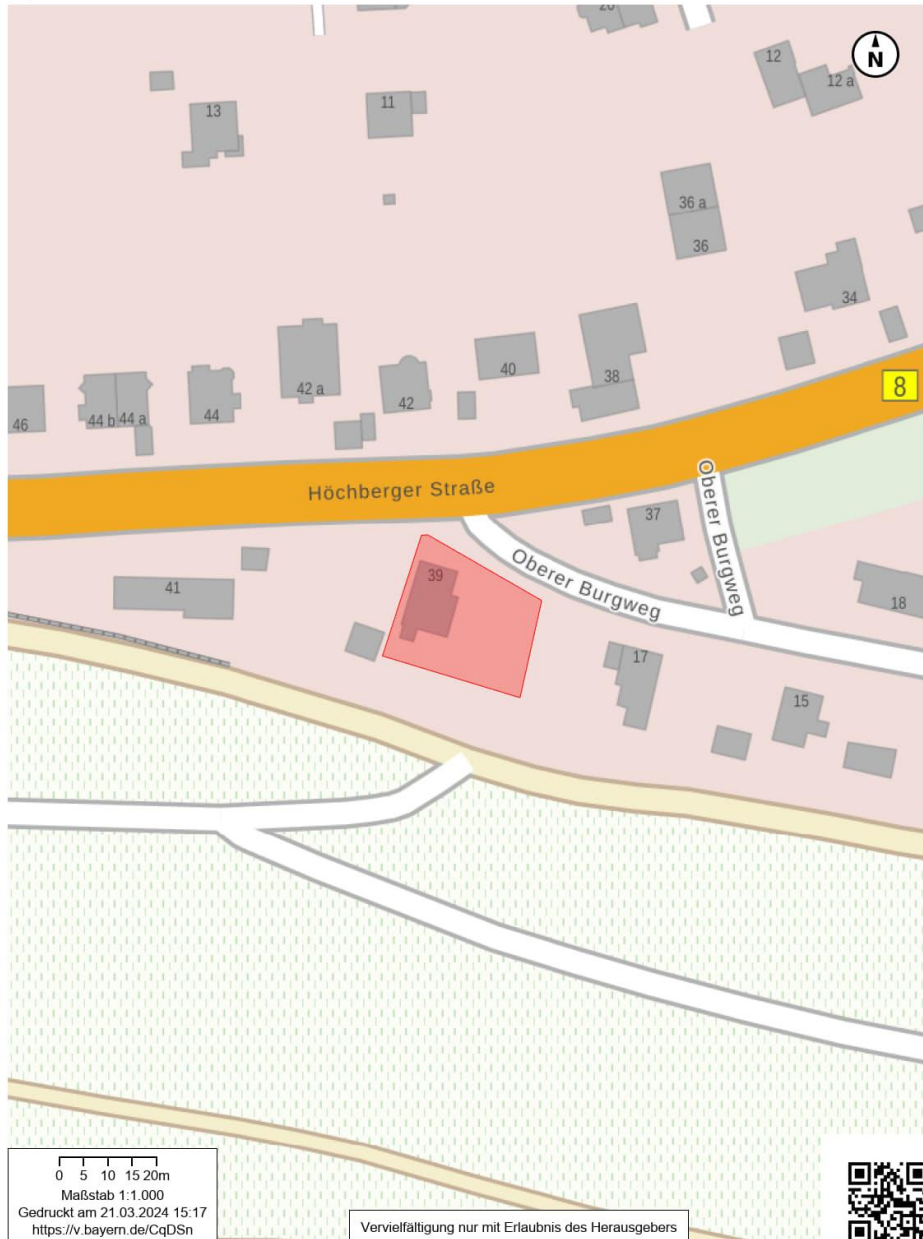 20
N
12
12 a
13
11
36 a
36
34
40
38
42 a
42
44
44 b
44 a
46
8
Höchberger Straße
Oberer Burgweg
37
39
Oberer Burgweg
41
18
17
15
0 5 10 15 20m
Maßstab 1:1.000
Gedruckt am 21.03.2024 15:17
https://v.bayern.de/CqDSn
Vervielfältigung nur mit Erlaubnis des Herausgebers